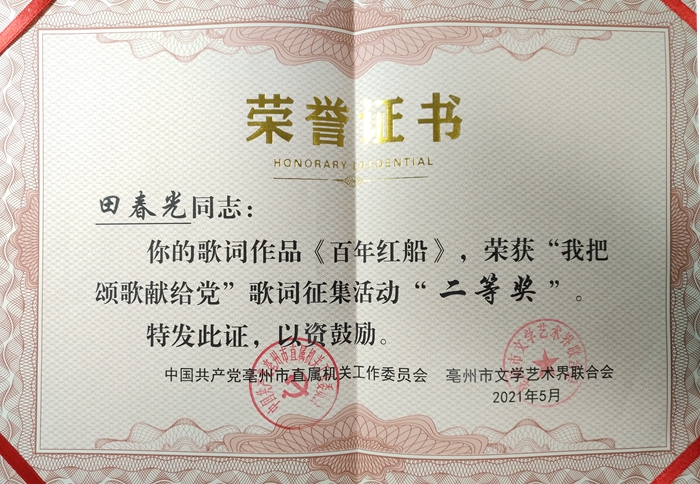 荣誉证书
HONORARY CREDENTIAL
田春光同志：
你的歌词作品《百年红船》，荣获“我把
颂歌献给党”歌词征集活动“二等奖”。
特发此证，以资鼓励。
中国共产党亳州市直属机关工作委员会 亳州市文学艺术界联合会
2021年5月